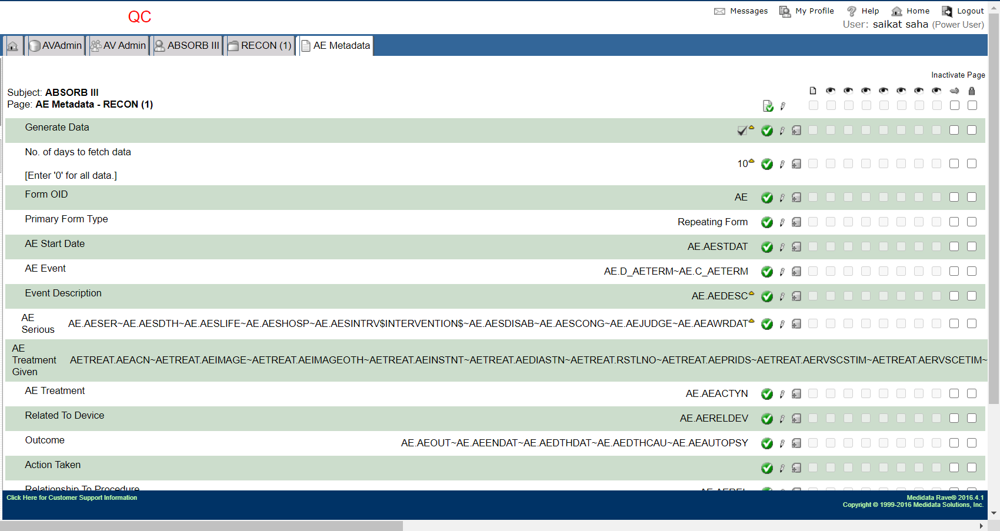 QC
Messages My Profile Help Home Logout
User: saikat saha (Power User)
AVAdmin AV Admin ABSORB III RECON (1) AE Metadata
Inactivate Page
Subject: ABSORB III
Page: AE Metadata - RECON (1)
Generate Data
No. of days to fetch data
10
[Enter '0' for all data.]
Form OID AE
Primary Form Type Repeating Form
AE Start Date AE.AESTDAT
AE Event AE.D_AETERM~AE.C_AETERM
Event Description AE.AEDESC
AE
Serious
AE.AESER~AE.AESDTH~AE.AESLIFE~AE.AESHOSP~AE.AESINTRV$INTERVENTION$~AE.AESDISAB~AE.AESCONG~AE.AEJUDGE~AE.AEAWRDAT
AE
Treatment
Given
AETREAT.AEACN~AETREAT.AEIMAGE~AETREAT.AEIMAGEOTH~AETREAT.AEINSTNT~AETREAT.AEDIASTN~AETREAT.RSTLNO~AETREAT.AEPRIDS~AETREAT.AERVSCSTIM~AETREAT.AERVSCETIM~
AE Treatment AE.AEACTYN
Related To Device AE.AERELDEV
Outcome AE.AEOUT~AE.AEENDAT~AE.AEDTHDAT~AE.AEDTHCAU~AE.AEAUTOPSY
Action Taken
Relationship To Procedure
Click Here for Customer Support Information
Medidata Rave® 2016.4.1
Copyright © 1999-2016 Medidata Solutions, Inc.